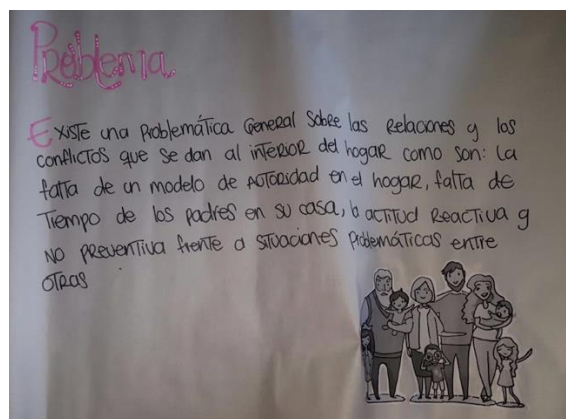 Problema
Existe una Problemática General Sobre las Relaciones y los
conflictos que se dan al interior del hogar como son: La
falta de un modelo de Autoridad en el hogar, falta de
Tiempo de los padres en su casa, la actitud Reactiva y
NO PREVENTIVA frente a situaciones Problemáticas entre
OTRAS